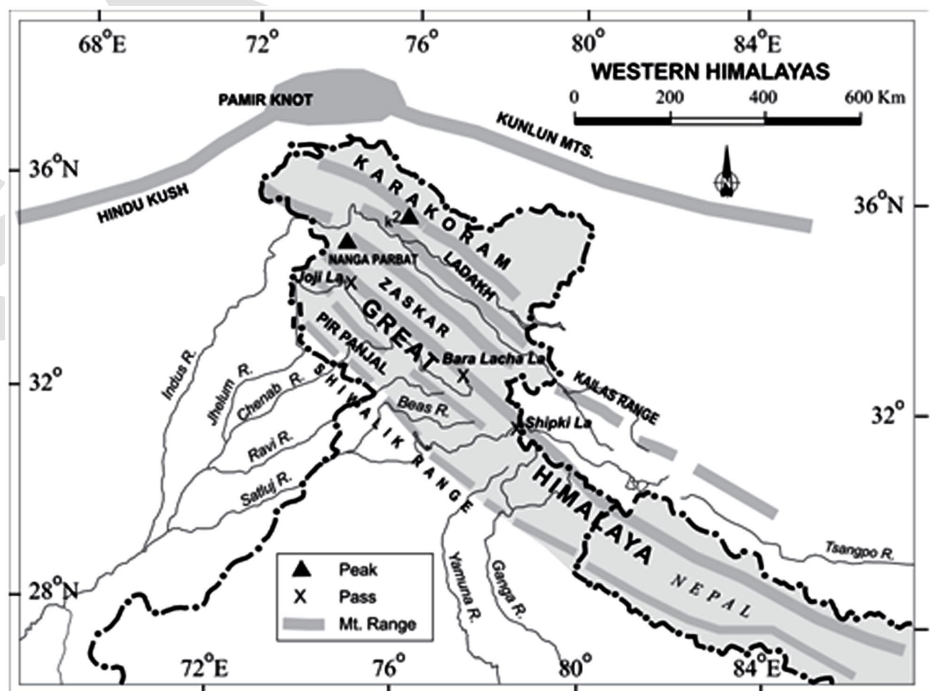 68°E 72° 76° 80° 84°E
WESTERN HIMALAYAS
0 200 400 600 Km
PAMIR KNOT
KUNLUN MTS.
N
36°N
36°N
HINDU KUSH
KARAKORAM
K2
NANGA PARBAT
LADAKH
Joji La
ZASKAR
GREAT
PIR PANJAL
Bara Lacha La
32°
32°
KAILAS RANGE
Indus R.
Jhelum R.
Chenab R.
SHIWALIK RANGE
Beas R.
Shipki La
Ravi R.
Satluj R.
HIMALAYA
Tsangpo R.
Yamuna R.
Ganga R.
NEPAL
28°N
Peak
Pass
Mt. Range
72°E 76° 80° 84°E